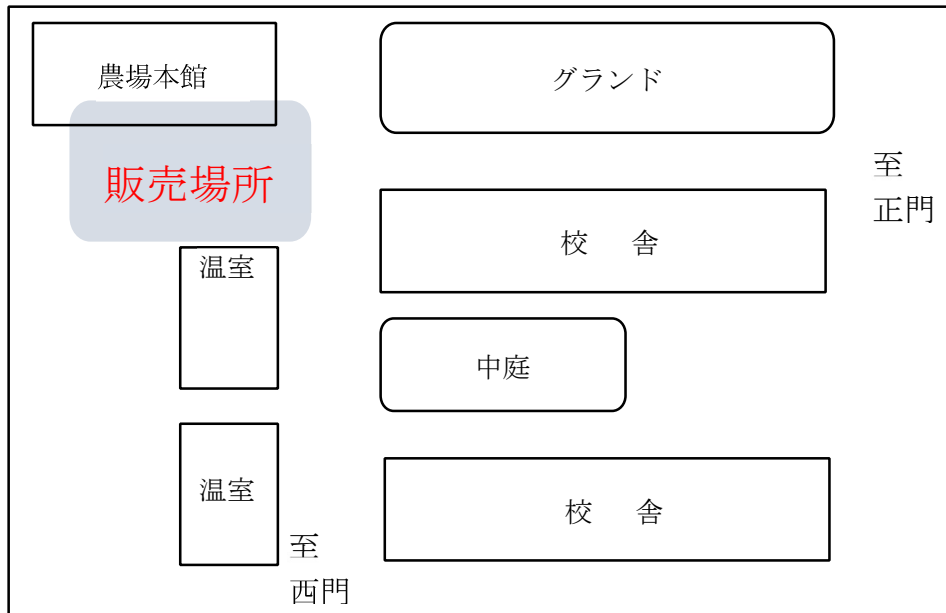 農場本館
グランド
販売場所
至
正門
校　舎
温室
中庭
温室
校　舎
至
西門